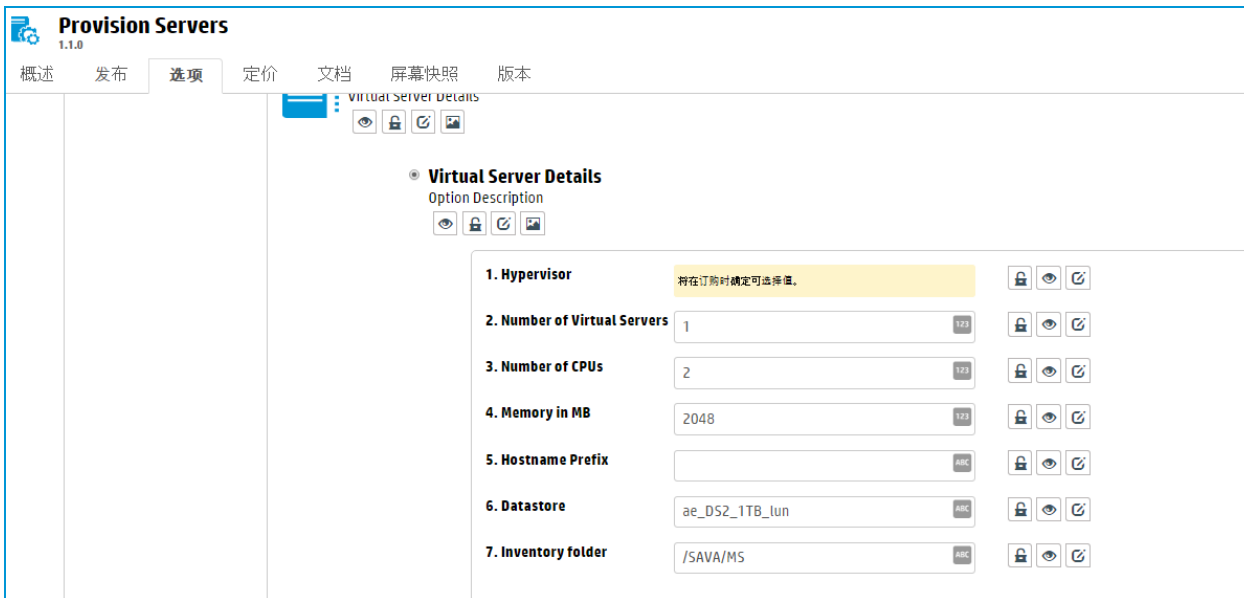 Provision Servers
1.1.0
概述 发布 选项 定价 文档 屏幕快照 版本
Virtual Server Details
Virtual Server Details
Option Description
1. Hypervisor 将在订购时确定可选择值。
2. Number of Virtual Servers 1 123
3. Number of CPUs 2 123
4. Memory in MB 2048 123
5. Hostname Prefix ABC
6. Datastore ae_DS2_1TB_lun ABC
7. Inventory folder /SAVA/MS ABC